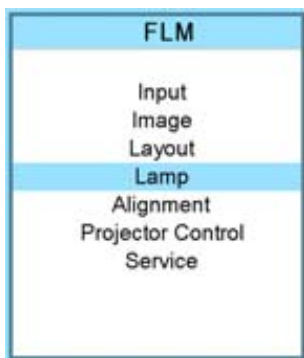 FLM
Input
Image
Layout
Lamp
Alignment
Projector Control
Service